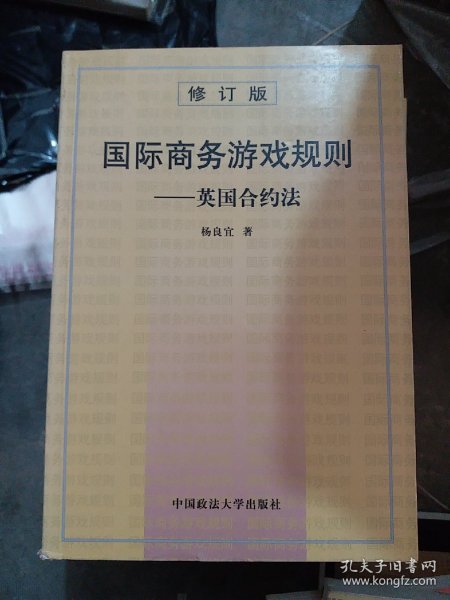 修订版
国际商务游戏规则
——英国合约法
杨良宜 著
中国政法大学出版社
孔夫子旧书网
www.kongfz.com